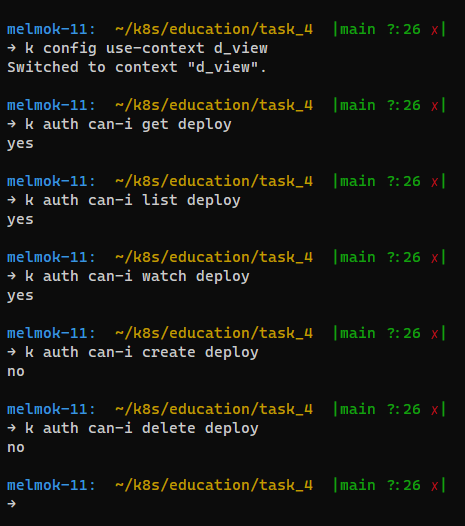 melmok-11:  ~/k8s/education/task_4  |main ?:26 ✗|
→ k config use-context d_view
Switched to context "d_view".
melmok-11:  ~/k8s/education/task_4  |main ?:26 ✗|
→ k auth can-i get deploy
yes
melmok-11:  ~/k8s/education/task_4  |main ?:26 ✗|
→ k auth can-i list deploy
yes
melmok-11:  ~/k8s/education/task_4  |main ?:26 ✗|
→ k auth can-i watch deploy
yes
melmok-11:  ~/k8s/education/task_4  |main ?:26 ✗|
→ k auth can-i create deploy
no
melmok-11:  ~/k8s/education/task_4  |main ?:26 ✗|
→ k auth can-i delete deploy
no
melmok-11:  ~/k8s/education/task_4  |main ?:26 ✗|
→